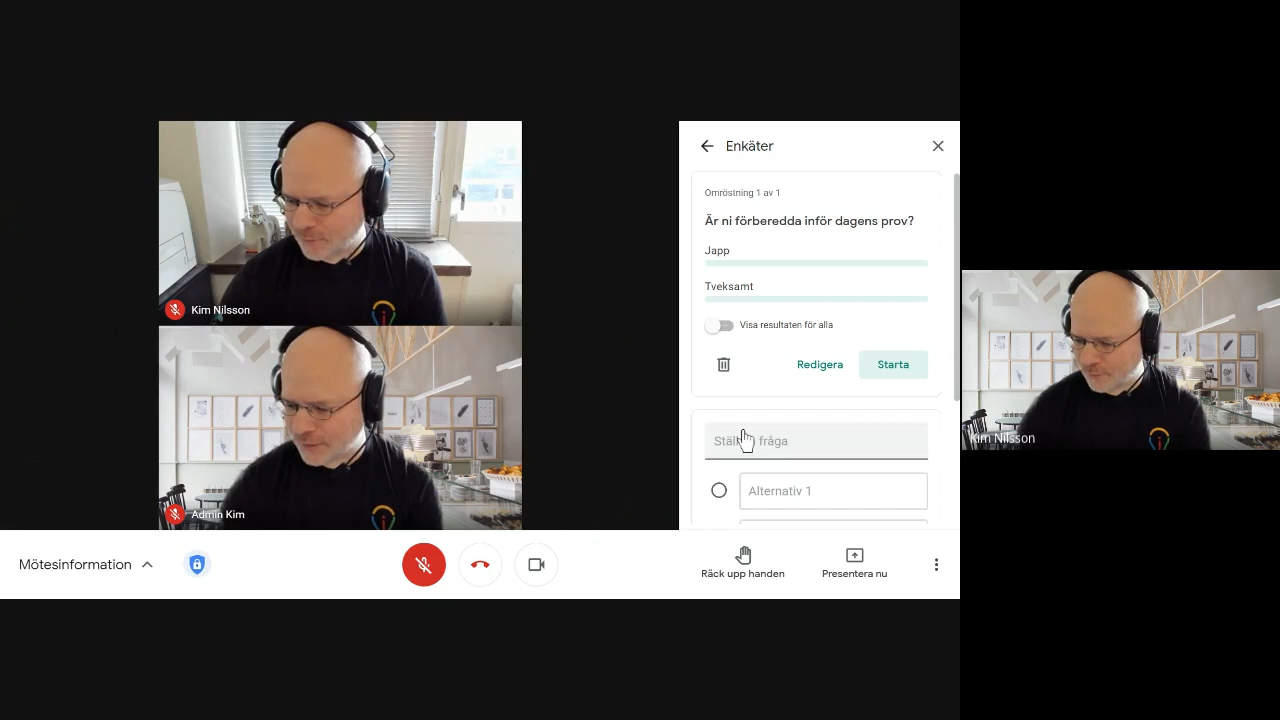 Enkäter
Omröstning 1 av 1
Är ni förberedda inför dagens prov?
Japp
Tveksamt
Visa resultaten för alla
Redigera
Starta
Ställ fråga
Alternativ 1
Kim Nilsson
Admin Kim
Kim Nilsson
Mötesinformation
Räck upp handen
Presentera nu